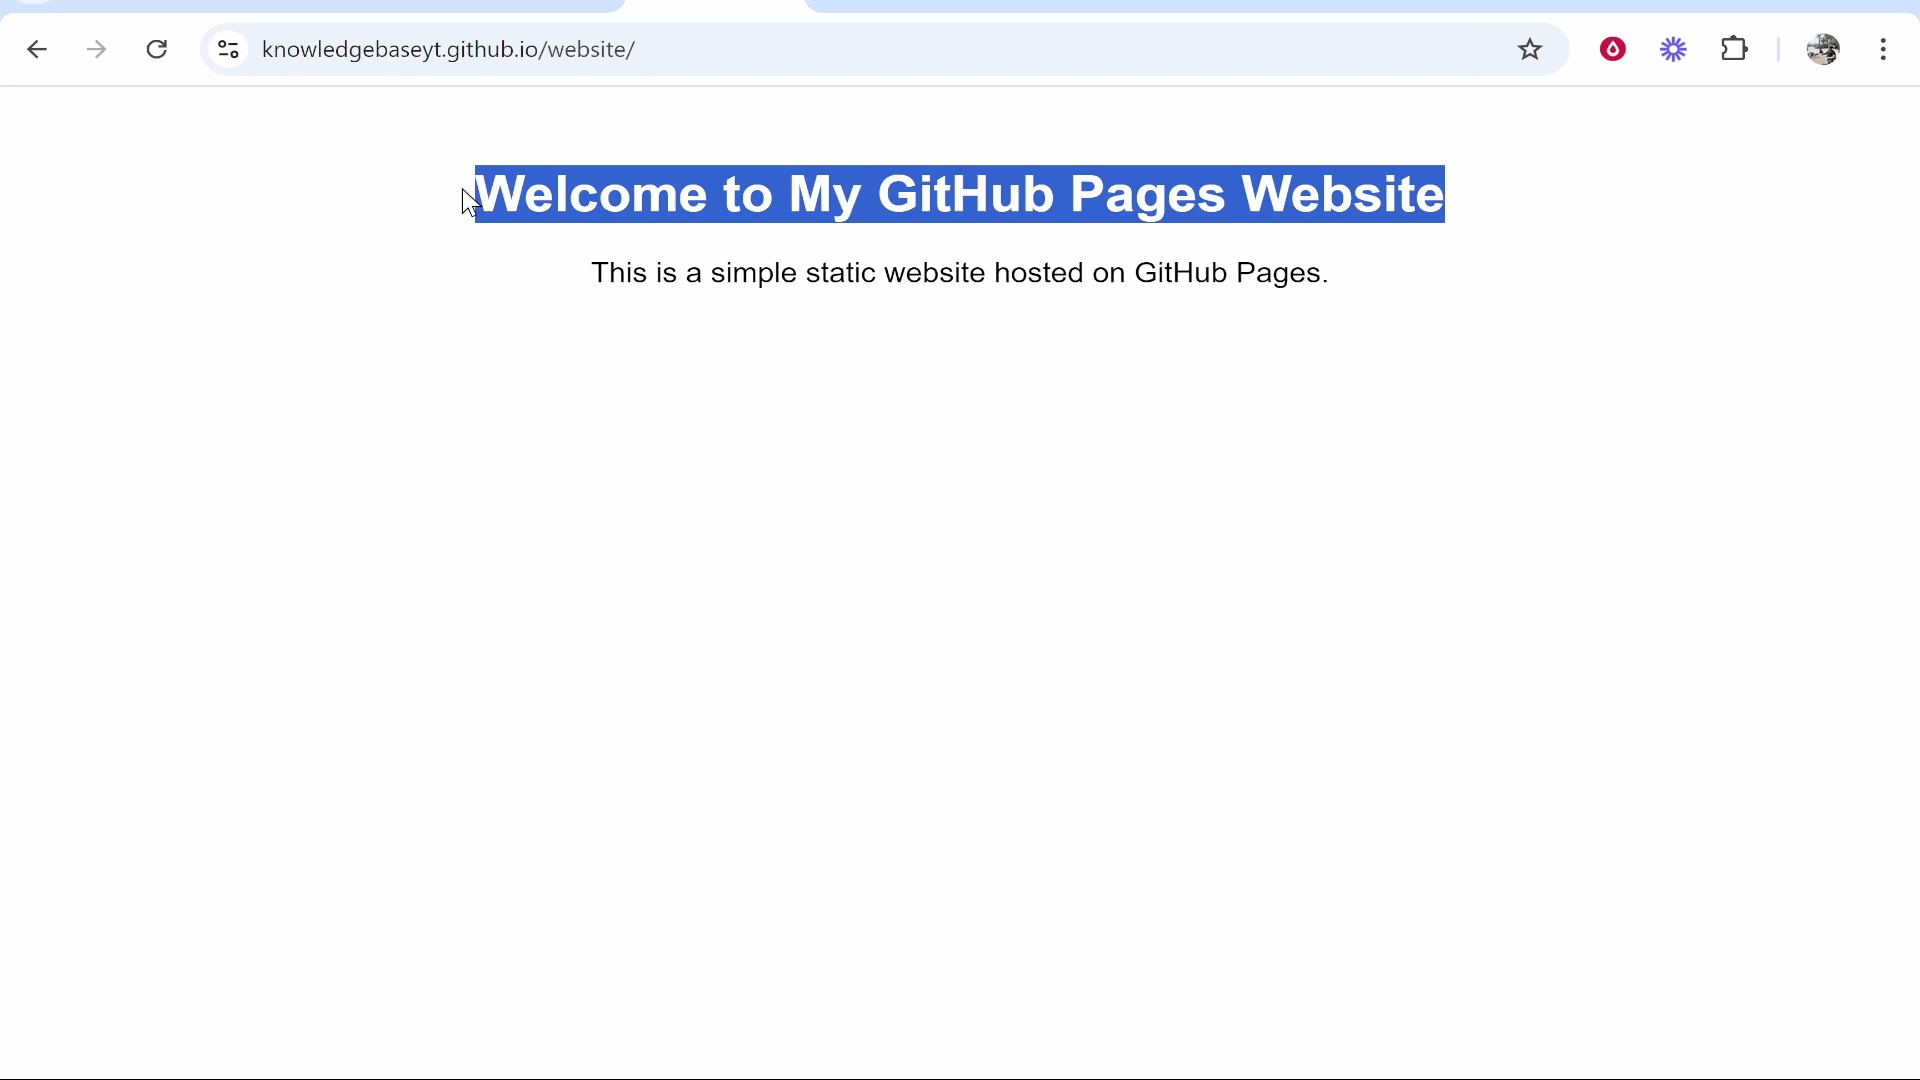 knowledgebaseyt.github.io/website/
Welcome to My GitHub Pages Website
This is a simple static website hosted on GitHub Pages.